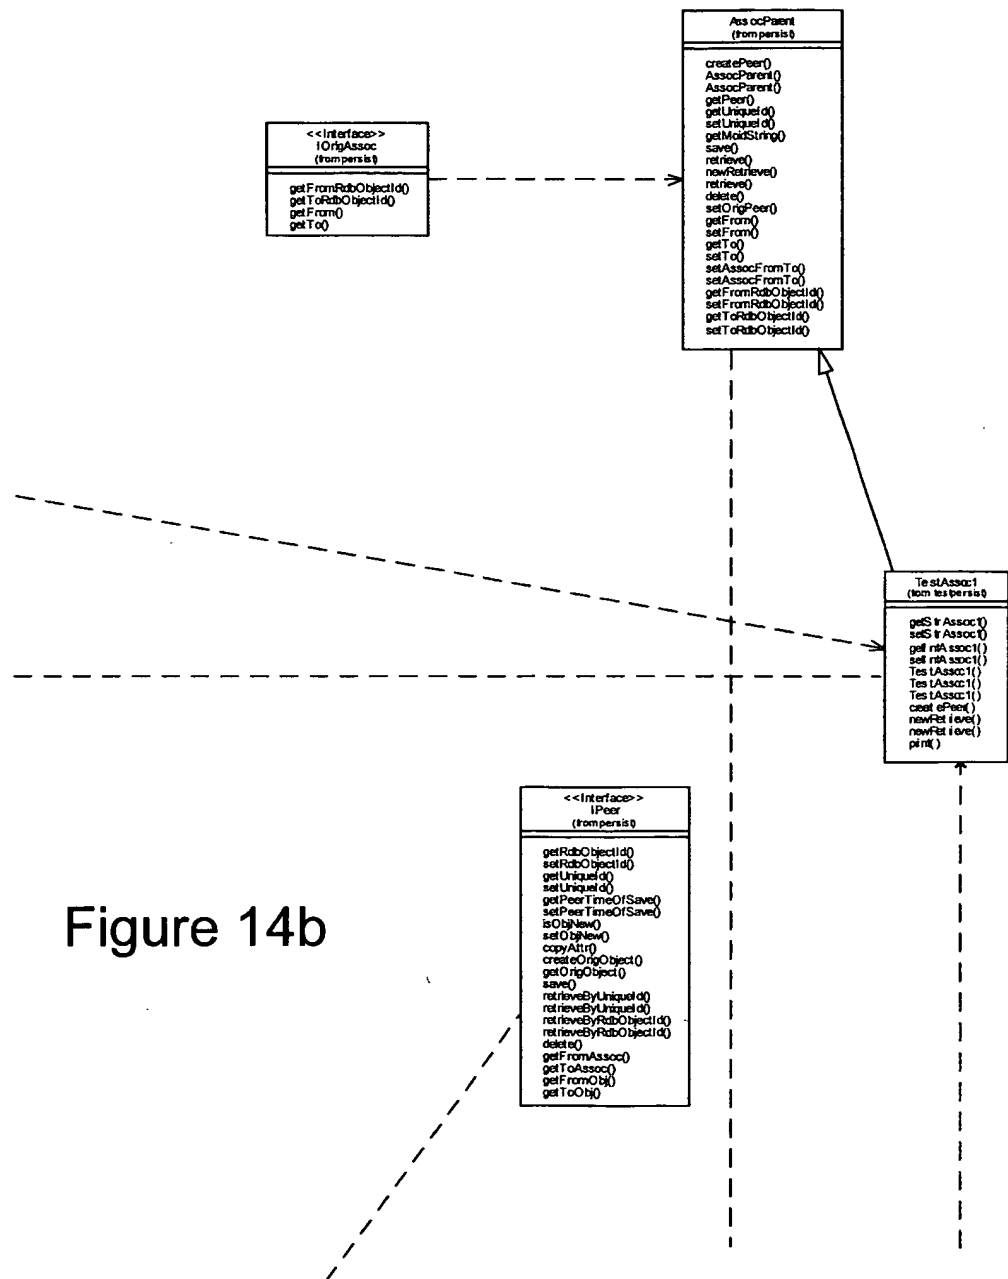 AssocParent
(from persist)
createPeer()
AssocParent()
AssocParent()
getPeer()
getUniqueId()
setUniqueId()
getMoidString()
save()
retrieve()
newRetrieve()
retrieve()
delete()
setOrigPeer()
getFrom()
setFrom()
getTo()
setTo()
setAssocFromTo()
setAssocFromTo()
getFromRdbObjectId()
setFromRdbObjectId()
getToRdbObjectId()
setToRdbObjectId()
<<Interface>>
IOrigAssoc
(from persist)
getFromRdbObjectId()
getToRdbObjectId()
getFrom()
getTo()
TestAssoc1
(from testpersist)
getStrAssoc1()
setStrAssoc1()
getIntAssoc1()
setIntAssoc1()
TestAssoc1()
TestAssoc1()
TestAssoc1()
createPeer()
newRetrieve()
newRetrieve()
print()
<<Interface>>
IPeer
(from persist)
getRdbObjectId()
setRdbObjectId()
getUniqueId()
setUniqueId()
getPeerTimeOfSave()
setPeerTimeOfSave()
isObjNew()
setObjNew()
copyAttr()
createOrigObject()
getOrigObject()
save()
retrieveByUniqueId()
retrieveByUniqueId()
retrieveByRdbObjectId()
retrieveByRdbObjectId()
delete()
getFromAssoc()
getToAssoc()
getFromObj()
getToObj()
Figure 14b